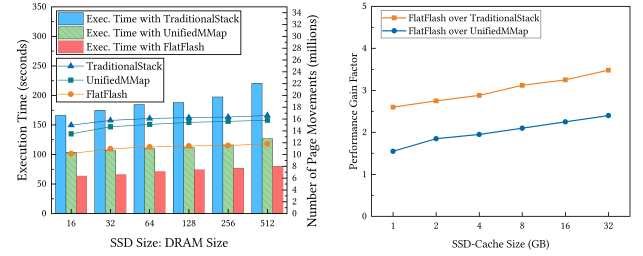 Exec. Time with TraditionalStack
Exec. Time with UnifiedMMap
Exec. Time with FlatFlash
TraditionalStack
UnifiedMMap
FlatFlash
Execution Time (seconds)
350
300
250
200
150
100
50
0
Number of Page Movements (millions)
34
32
30
28
26
24
22
20
18
16
14
12
10
8
6
4
2
0
16 32 64 128 256 512
SSD Size: DRAM Size
FlatFlash over TraditionalStack
FlatFlash over UnifiedMMap
Performance Gain Factor
5
4
3
2
1
0
1 2 4 8 16 32
SSD-Cache Size (GB)